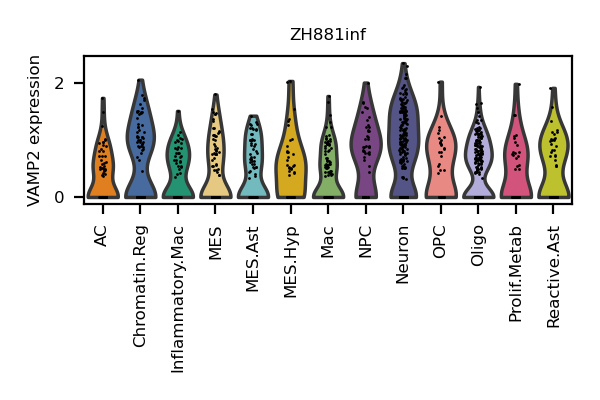 ZH881inf
VAMP2 expression
2
0
AC
Chromatin.Reg
Inflammatory.Mac
MES
MES.Ast
MES.Hyp
Mac
NPC
Neuron
OPC
Oligo
Prolif.Metab
Reactive.Ast